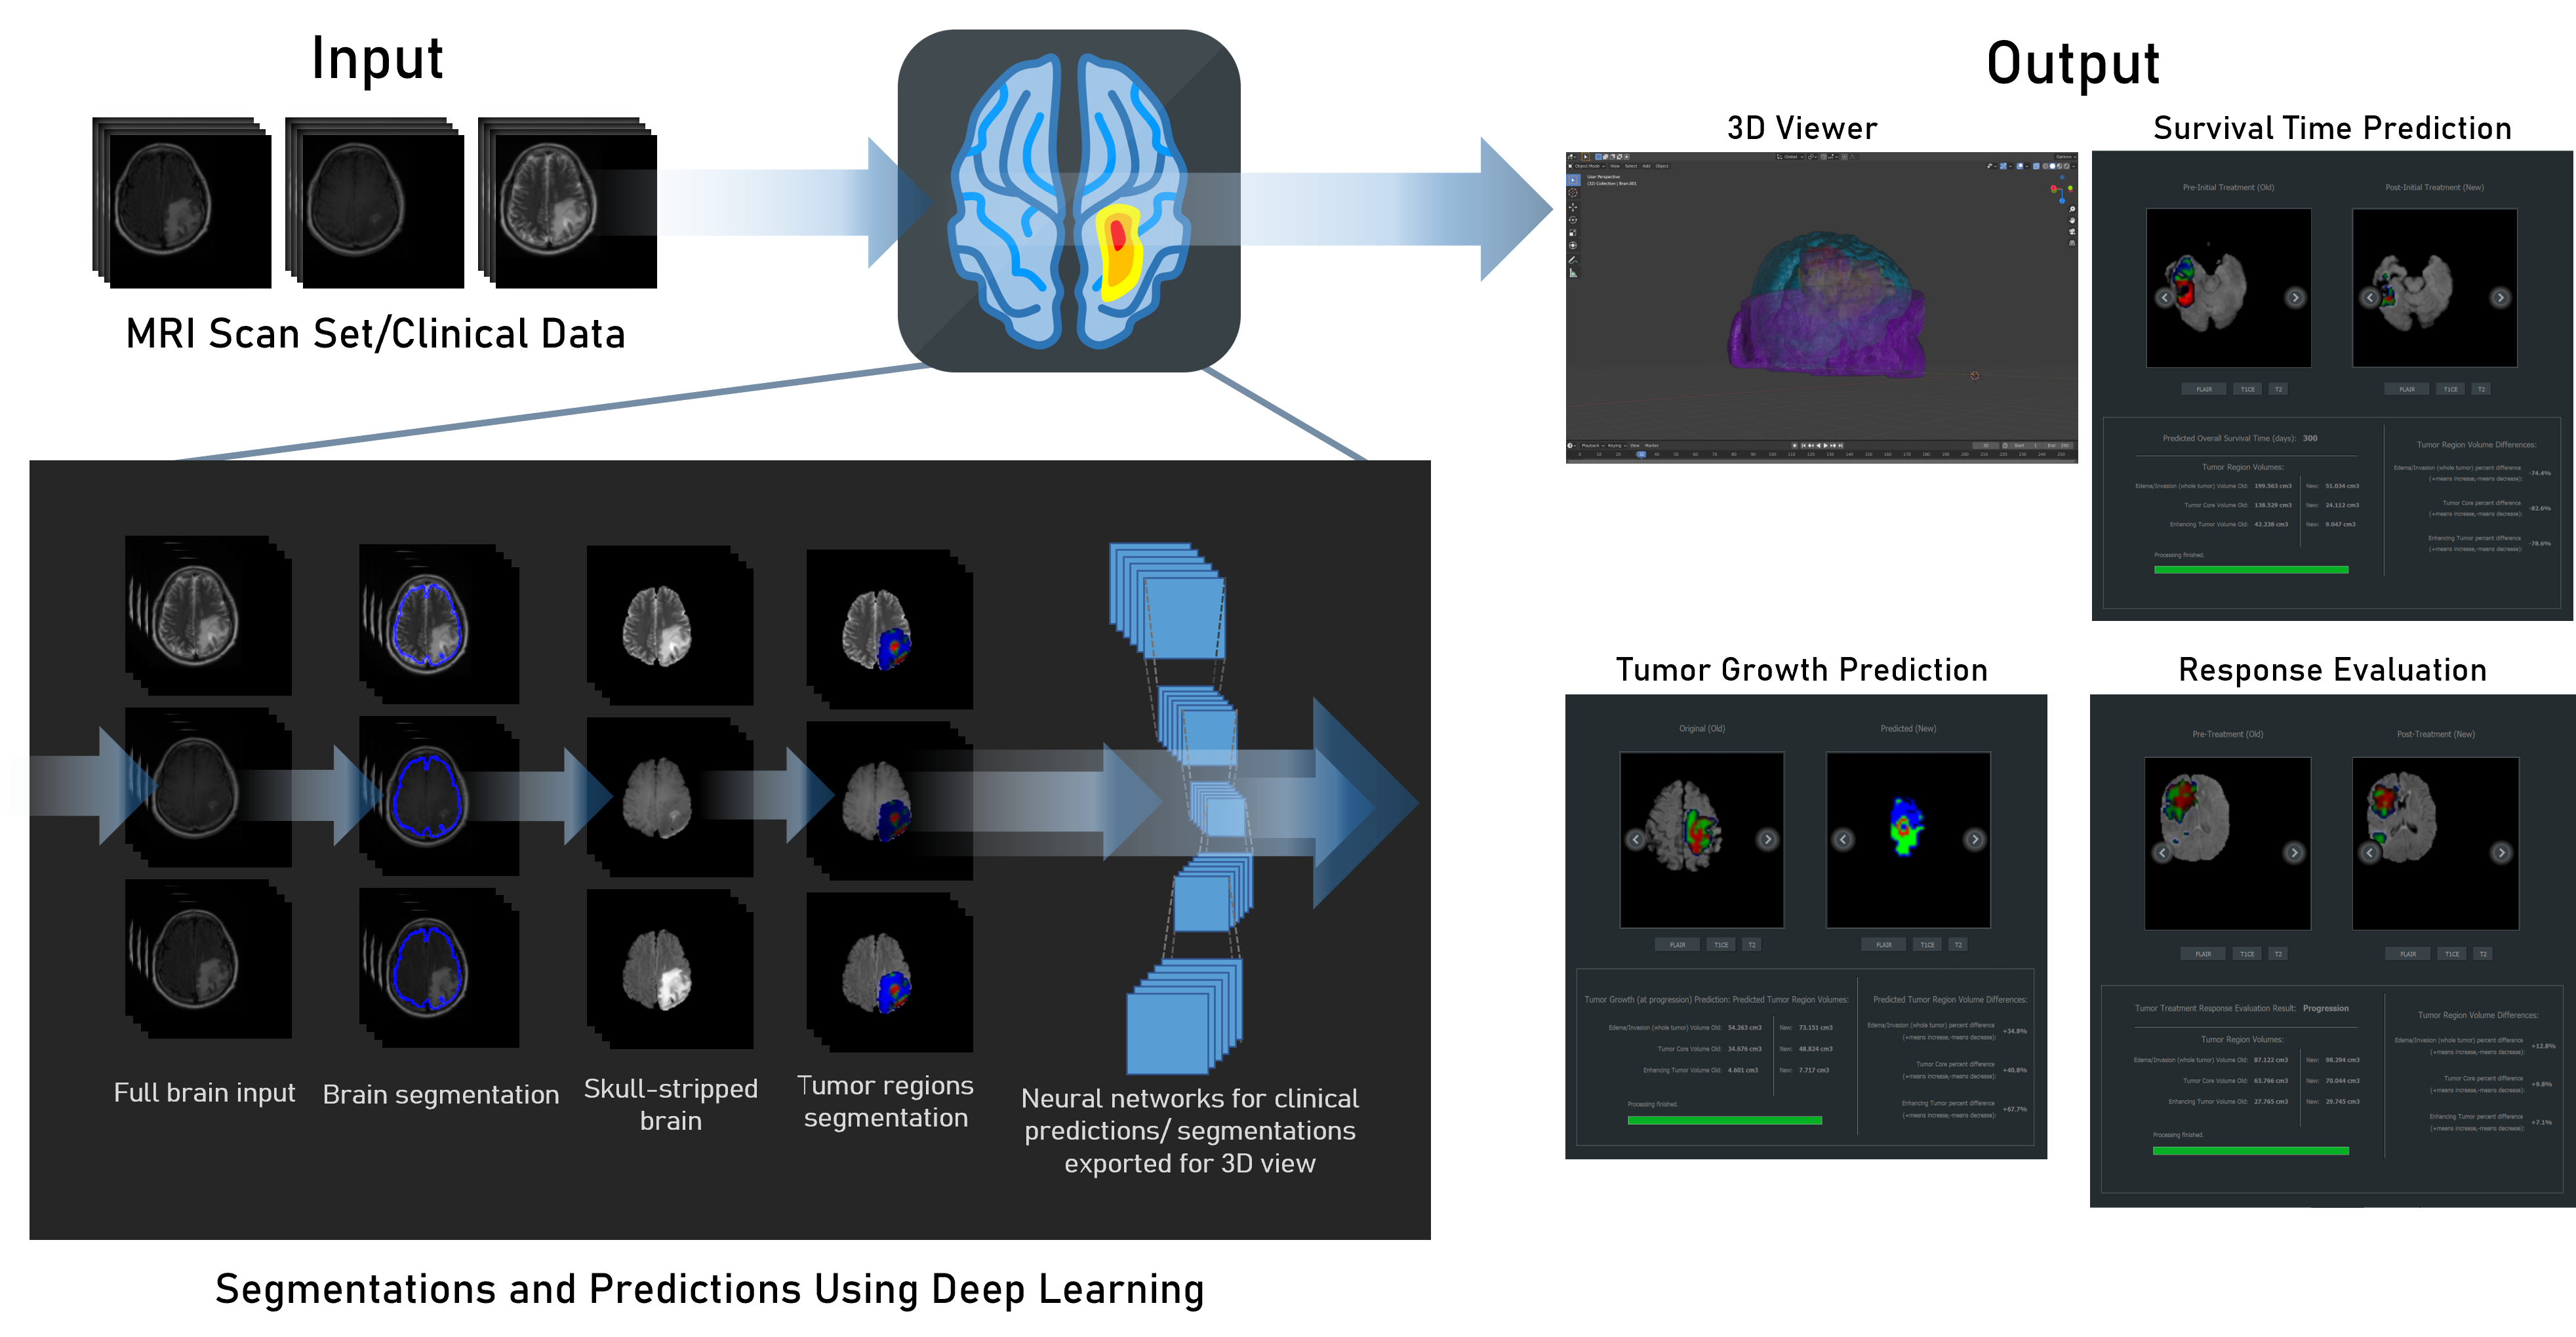 Input
MRI Scan Set/Clinical Data
Output
3D Viewer
User Perspective
Survival Time Prediction
Pre-Initial Treatment (Old)
Post-Initial Treatment (New)
FLAIR T1CE T2
FLAIR T1CE T2
Predicted Overall Survival Time (days): 300
Tumor Region Volumes:
Edema/Invasion (whole tumor) Volume Old: 199.563 cm3 New: 51.034 cm3
Tumor Core Volume Old: 138.529 cm3 New: 24.112 cm3
Enhancing Tumor Volume Old: 42.238 cm3 New: 9.047 cm3
Processing finished.
Tumor Region Volume Differences:
Edema/Invasion (whole tumor) percent difference
(+means increase,-means decrease): -74.4%
Tumor Core percent difference
(+means increase,-means decrease): -82.6%
Enhancing Tumor percent difference
(+means increase,-means decrease): -78.6%
Full brain input
Brain segmentation
Skull-stripped
brain
Tumor regions
segmentation
Neural networks for clinical
predictions/ segmentations
exported for 3D view
Segmentations and Predictions Using Deep Learning
Tumor Growth Prediction
Original (Old)
Predicted (New)
FLAIR T1CE T2
FLAIR T1CE T2
Tumor Growth (at progression) Prediction: Predicted Tumor Region Volumes:
Edema/Invasion (whole tumor) Volume Old: 54.263 cm3 New: 73.151 cm3
Tumor Core Volume Old: 34.676 cm3 New: 48.824 cm3
Enhancing Tumor Volume Old: 4.601 cm3 New: 7.717 cm3
Processing finished.
Predicted Tumor Region Volume Differences:
Edema/Invasion (whole tumor) percent difference
(+means increase,-means decrease): +34.8%
Tumor Core percent difference
(+means increase,-means decrease): +40.8%
Enhancing Tumor percent difference
(+means increase,-means decrease): +67.7%
Response Evaluation
Pre-Treatment (Old)
Post-Treatment (New)
FLAIR T1CE T2
FLAIR T1CE T2
Tumor Treatment Response Evaluation Result: Progression
Tumor Region Volumes:
Edema/Invasion (whole tumor) Volume Old: 87.122 cm3 New: 98.294 cm3
Tumor Core Volume Old: 63.766 cm3 New: 70.044 cm3
Enhancing Tumor Volume Old: 27.765 cm3 New: 29.745 cm3
Processing finished.
Tumor Region Volume Differences:
Edema/Invasion (whole tumor) percent difference
(+means increase,-means decrease): +12.8%
Tumor Core percent difference
(+means increase,-means decrease): +9.8%
Enhancing Tumor percent difference
(+means increase,-means decrease): +7.1%